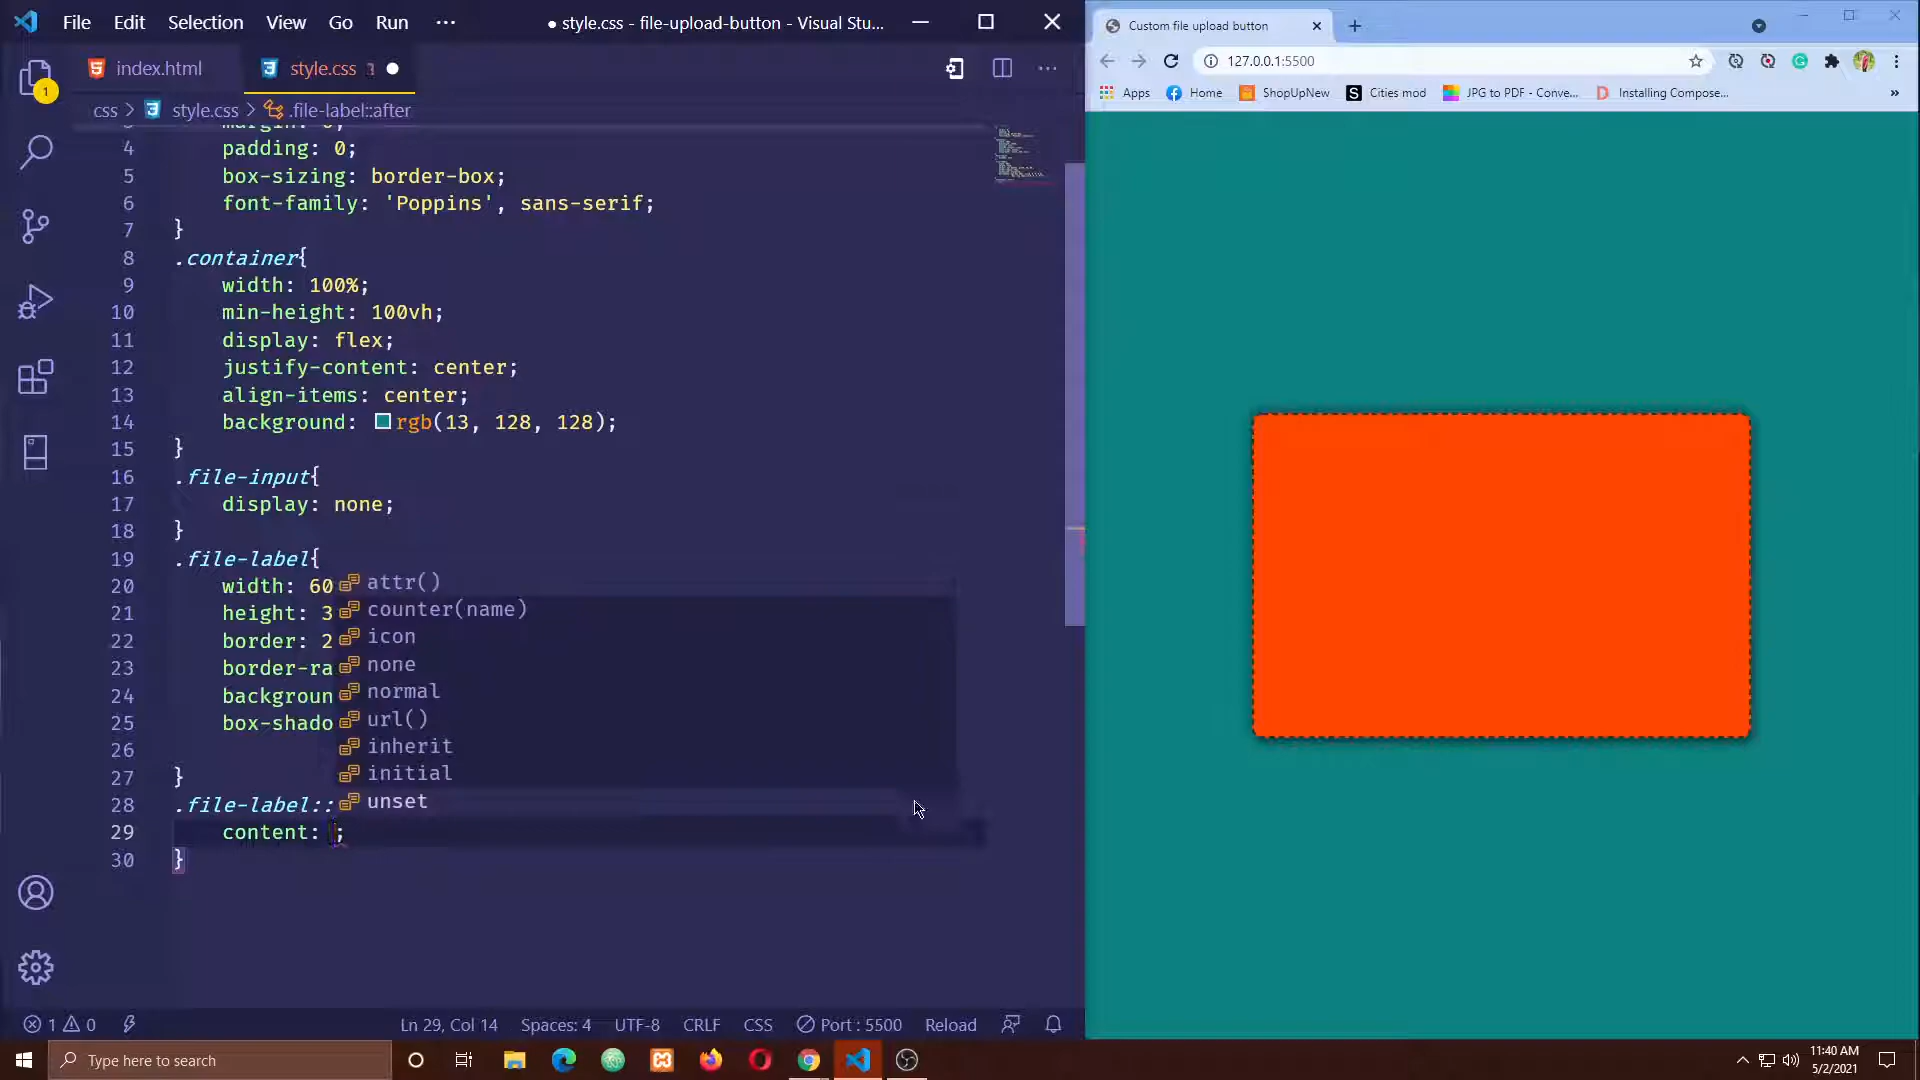 File Edit Selection View Go Run ··· ● style.css - file-upload-button - Visual Stu...
index.html
style.css 1
css > style.css > .file-label::after
1
margin: 0;
4 padding: 0;
5 box-sizing: border-box;
6 font-family: 'Poppins', sans-serif;
7 }
8 .container{
9 width: 100%;
10 min-height: 100vh;
11 display: flex;
12 justify-content: center;
13 align-items: center;
14 background: rgb(13, 128, 128);
15 }
16 .file-input{
17 display: none;
18 }
19 .file-label{
20 width: 60
21 height: 3
22 border: 2
23 border-ra
24 backgroun
25 box-shado
26
27 }
28 .file-label::
29 content: ;
30 }
attr()
counter(name)
icon
none
normal
url()
inherit
initial
unset
1 0 Ln 29, Col 14 Spaces: 4 UTF-8 CRLF CSS Port : 5500 Reload
Custom file upload button
127.0.0.1:5500
Apps Home ShopUpNew Cities mod JPG to PDF - Conve... Installing Compose... »
Type here to search
11:40 AM
5/2/2021